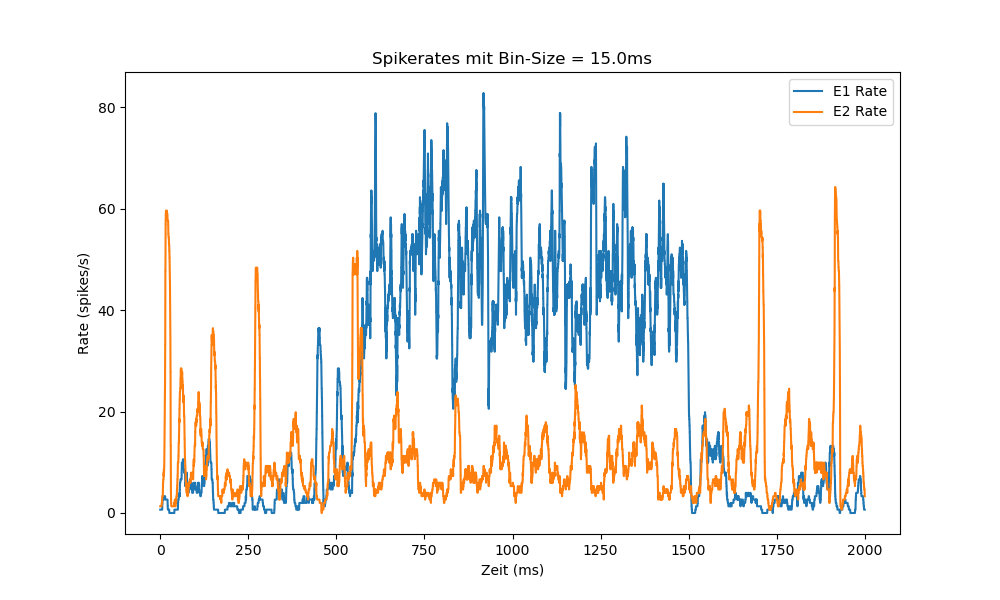 Spikerates mit Bin-Size = 15.0ms
E1 Rate
E2 Rate
80
60
40
20
0
Rate (spikes/s)
0 250 500 750 1000 1250 1500 1750 2000
Zeit (ms)